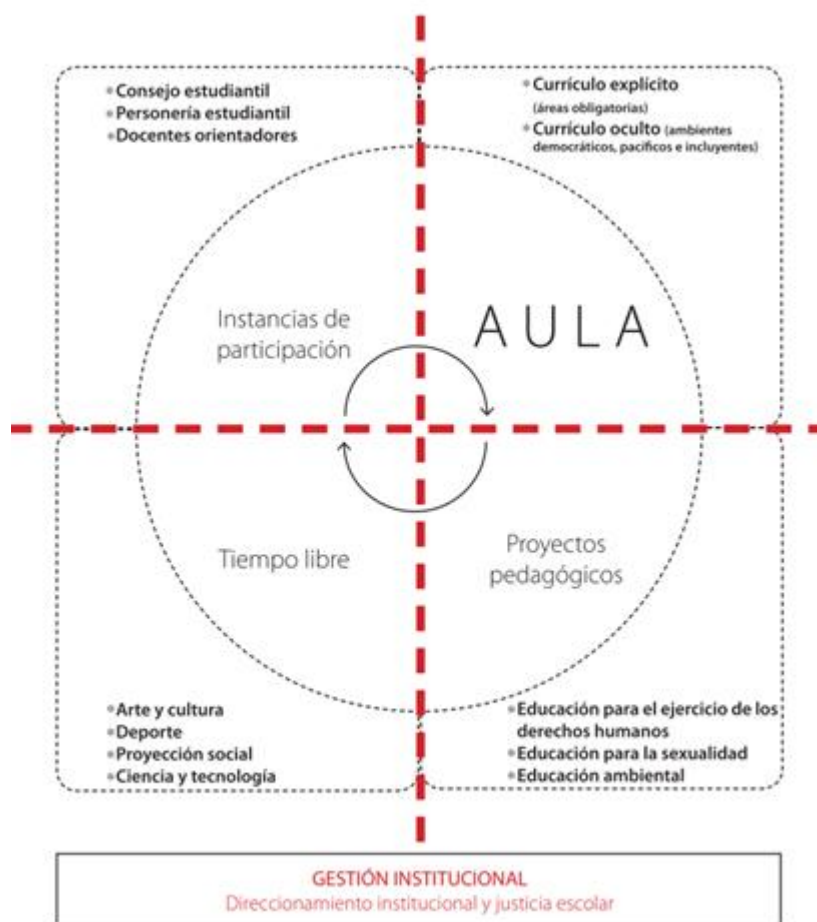 Consejo estudiantil
Personería estudiantil
Docentes orientadores
Currículo explícito
(áreas obligatorias)
Currículo oculto (ambientes
democráticos, pacíficos e incluyentes)
Instancias de
participación
AULA
Tiempo libre
Proyectos
pedagógicos
Arte y cultura
Deporte
Proyección social
Ciencia y tecnología
Educación para el ejercicio de los
derechos humanos
Educación para la sexualidad
Educación ambiental
GESTIÓN INSTITUCIONAL
Direccionamiento institucional y justicia escolar